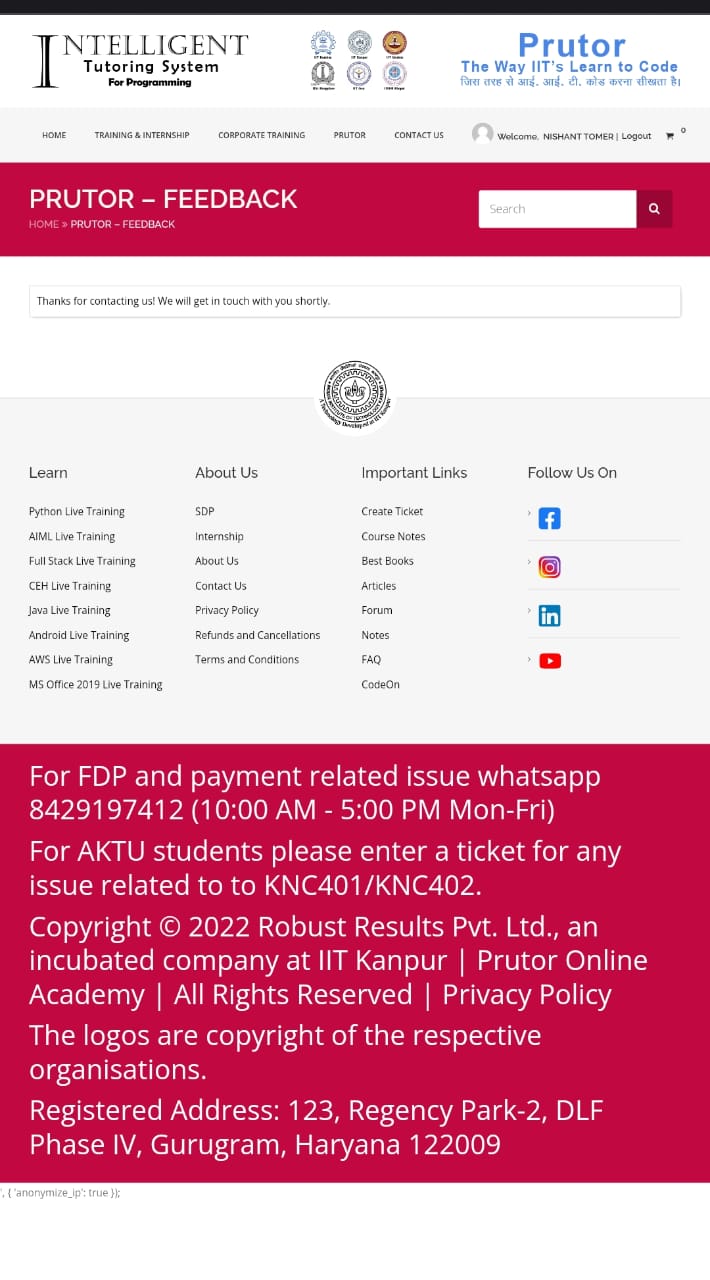 INTELLIGENT
Tutoring System
For Programming
Prutor
The Way IIT's Learn to Code
जिस तरह से आई. आई. टी. कोड करना सीखता है।
HOME TRAINING & INTERNSHIP CORPORATE TRAINING PRUTOR CONTACT US Welcome, NISHANT TOMER | Logout 0
PRUTOR – FEEDBACK
HOME » PRUTOR – FEEDBACK
Search
Thanks for contacting us! We will get in touch with you shortly.
Learn
Python Live Training
AIML Live Training
Full Stack Live Training
CEH Live Training
Java Live Training
Android Live Training
AWS Live Training
MS Office 2019 Live Training
About Us
SDP
Internship
About Us
Contact Us
Privacy Policy
Refunds and Cancellations
Terms and Conditions
Important Links
Create Ticket
Course Notes
Best Books
Articles
Forum
Notes
FAQ
CodeOn
Follow Us On
For FDP and payment related issue whatsapp
8429197412 (10:00 AM - 5:00 PM Mon-Fri)
For AKTU students please enter a ticket for any
issue related to to KNC401/KNC402.
Copyright © 2022 Robust Results Pvt. Ltd., an
incubated company at IIT Kanpur | Prutor Online
Academy | All Rights Reserved | Privacy Policy
The logos are copyright of the respective
organisations.
Registered Address: 123, Regency Park-2, DLF
Phase IV, Gurugram, Haryana 122009
', { 'anonymize_ip': true });